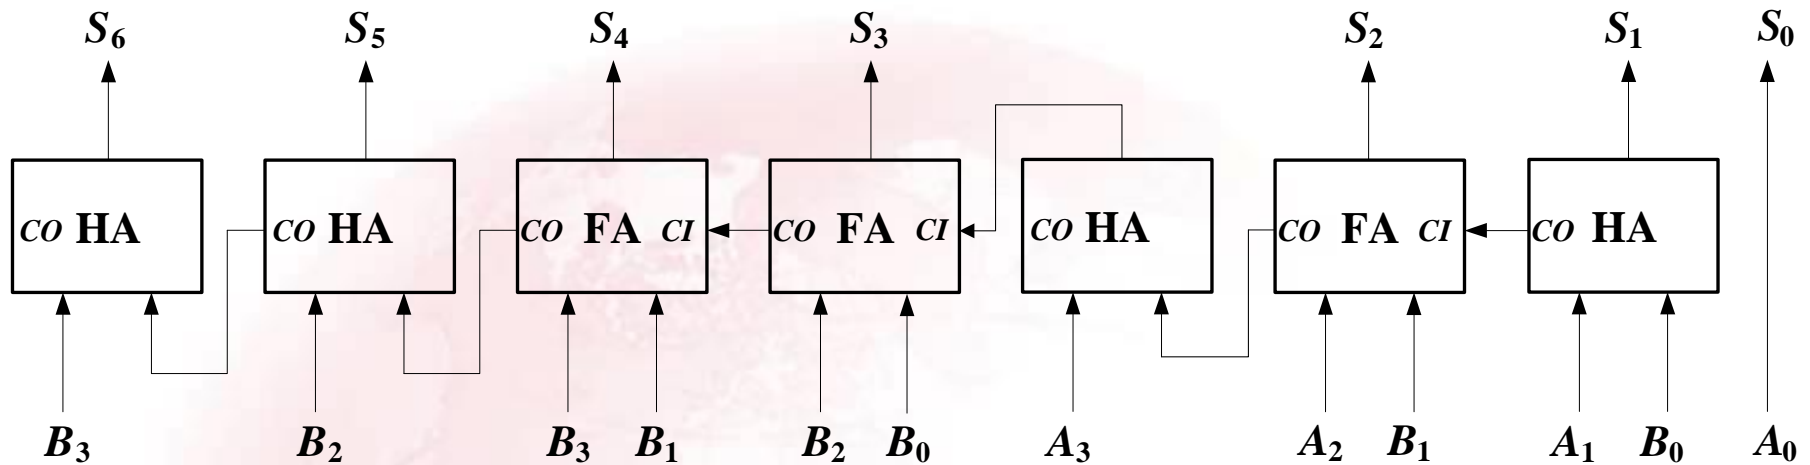 S6 S5 S4 S3 S2 S1 S0
CO HA CO HA CO FA CI CO FA CI CO HA CO FA CI CO HA
B3 B2 B3 B1 B2 B0 A3 A2 B1 A1 B0 A0